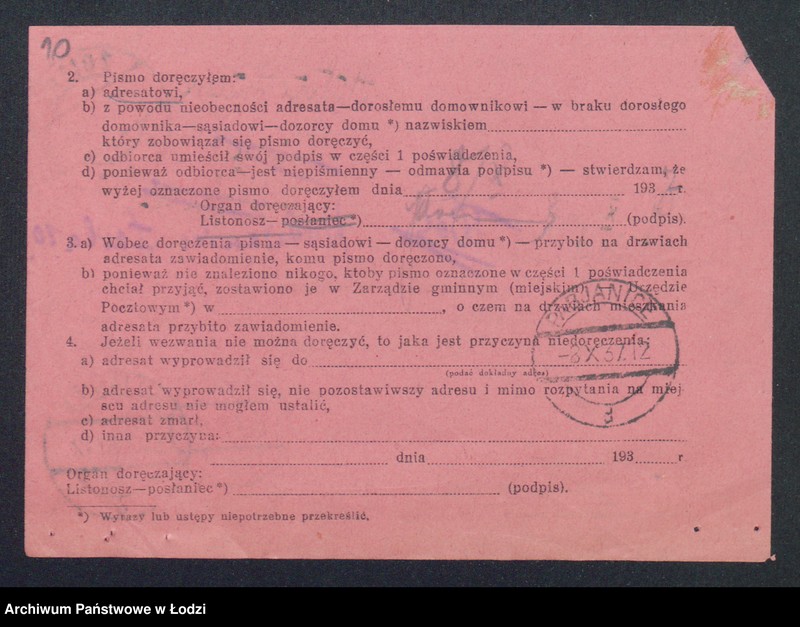 10
2. Pismo doręczyłem:
a) adresatowi,
b) z powodu nieobecności adresata—dorosłemu domownikowi — w braku dorosłego
domownika—sąsiadowi—dozorcy domu *) nazwiskiem
który zobowiązał się pismo doręczyć,
c) odbiorca umieścił swój podpis w części 1 poświadczenia,
d) ponieważ odbiorca—jest niepiśmienny — odmawia podpisu *) — stwierdzam, że
wyżej oznaczone pismo doręczyłem dnia 8/X 193 r.
Organ doręczający:
Listonosz—posłaniec *) (podpis).
3. a) Wobec doręczenia pisma — sąsiadowi — dozorcy domu *) — przybito na drzwiach
adresata zawiadomienie, komu pismo doręczono,
b) ponieważ nie znaleziono nikogo, ktoby pismo oznaczone w części 1 poświadczenia
chciał przyjąć, zostawiono je w Zarządzie gminnym (miejskim) — Urzędzie
Pocztowym *) w , o czem na drzwiach mieszkania
adresata przybito zawiadomienie.
4. Jeżeli wezwania nie można doręczyć, to jaka jest przyczyna niedoręczenia:
a) adresat wyprowadził się do
(podać dokładny adres)
b) adresat wyprowadził się, nie pozostawiwszy adresu i mimo rozpytania na miej-
scu adresu nie mogłem ustalić,
c) adresat zmarł,
d) inna przyczyna:
dnia 193 r
Organ doręczający:
Listonosz—posłaniec *) (podpis).
*) Wyrazy lub ustępy niepotrzebne przekreślić.
PABJANICE
-8X37.12
Archiwum Państwowe w Łodzi